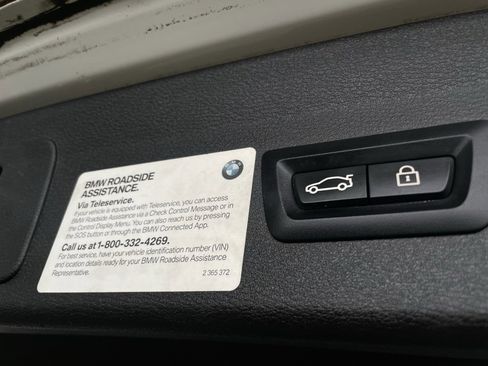 BMW ROADSIDE
ASSISTANCE.
Via Teleservice.
If your vehicle is equipped with Teleservice, you can access
BMW Roadside Assistance via a Check Control Message or in
the Control Display Menu. You can also reach us by pressing
the SOS button or through the BMW Connected App.
Call us at 1-800-332-4269.
For best service, have your vehicle identification number (VIN)
and location details ready for your BMW Roadside Assistance
Representative.
2 365 372